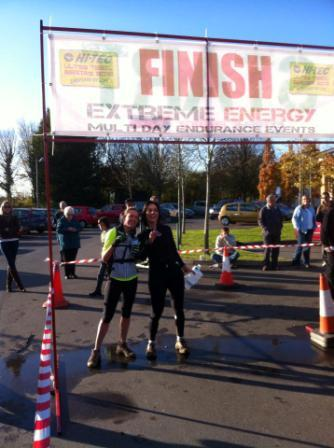 HI-TEC
FINISH
HI-TEC
EXTREME ENERGY
MULTI DAY ENDURANCE EVENTS